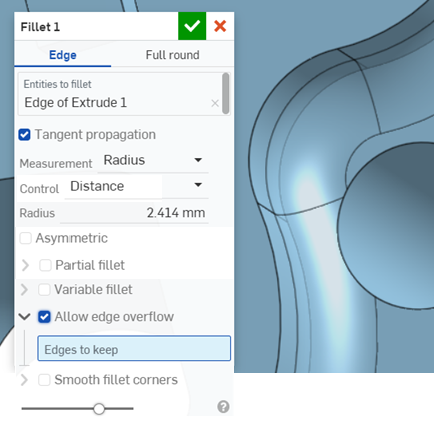 Fillet 1
Edge Full round
Entities to fillet
Edge of Extrude 1
Tangent propagation
Measurement Radius
Control Distance
Radius 2.414 mm
Asymmetric
Partial fillet
Variable fillet
Allow edge overflow
Edges to keep
Smooth fillet corners
?